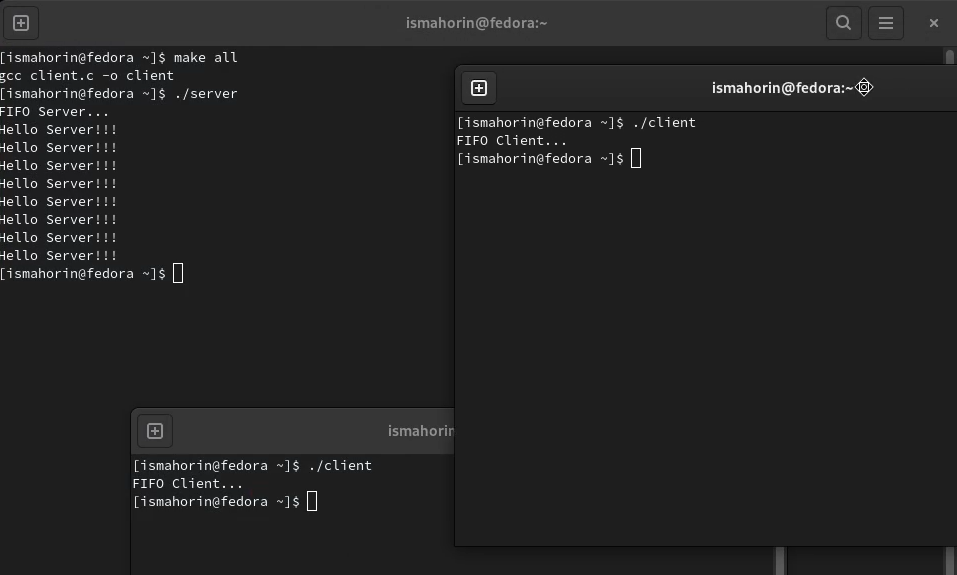 ismahorin@fedora:~
[ismahorin@fedora ~]$ make all
gcc client.c -o client
[ismahorin@fedora ~]$ ./server
FIFO Server...
Hello Server!!!
Hello Server!!!
Hello Server!!!
Hello Server!!!
Hello Server!!!
Hello Server!!!
Hello Server!!!
Hello Server!!!
[ismahorin@fedora ~]$
ismahorin@fedora:~
[ismahorin@fedora ~]$ ./client
FIFO Client...
[ismahorin@fedora ~]$
ismahorin
[ismahorin@fedora ~]$ ./client
FIFO Client...
[ismahorin@fedora ~]$